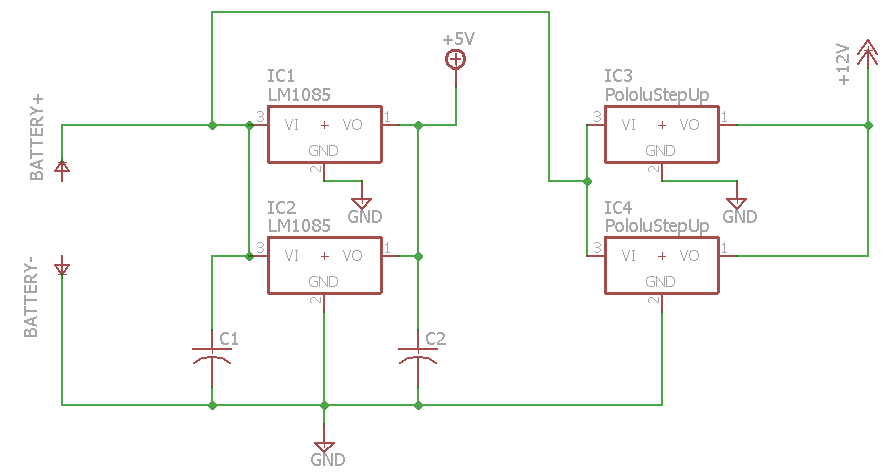 +5V
+12V
IC1
LM1085
3
VI
+
VO
1
GND
2
GND
IC3
PololuStepUp
3
VI
+
VO
1
GND
2
GND
BATTERY+
IC2
LM1085
3
VI
+
VO
1
GND
2
IC4
PololuStepUp
3
VI
+
VO
1
GND
2
BATTERY-
C1
C2
GND